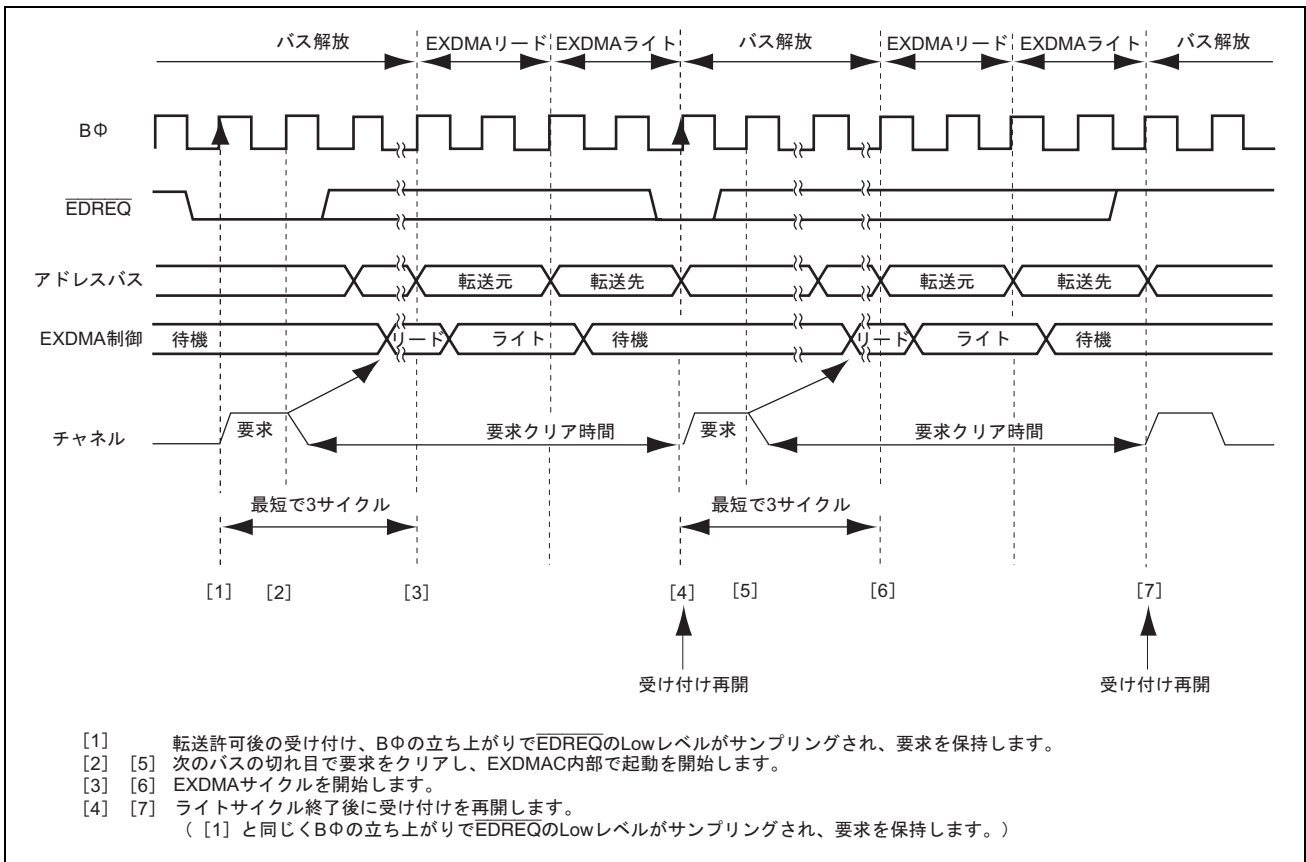 バス解放 EXDMAリード EXDMAライト バス解放 EXDMAリード EXDMAライト バス解放
BΦ
EDREQ
アドレスバス 転送元 転送先 転送元 転送先
EXDMA制御 待機 リード ライト 待機 リード ライト 待機
チャネル 要求 要求クリア時間 要求 要求クリア時間
最短で3サイクル 最短で3サイクル
[1] [2] [3] [4] [5] [6] [7]
受け付け再開 受け付け再開
[1] 転送許可後の受け付け、BΦの立ち上がりでEDREQのLowレベルがサンプリングされ、要求を保持します。
[2] [5] 次のバスの切れ目で要求をクリアし、EXDMAC内部で起動を開始します。
[3] [6] EXDMAサイクルを開始します。
[4] [7] ライトサイクル終了後に受け付けを再開します。
([1]と同じくBΦの立ち上がりでEDREQのLowレベルがサンプリングされ、要求を保持します。)